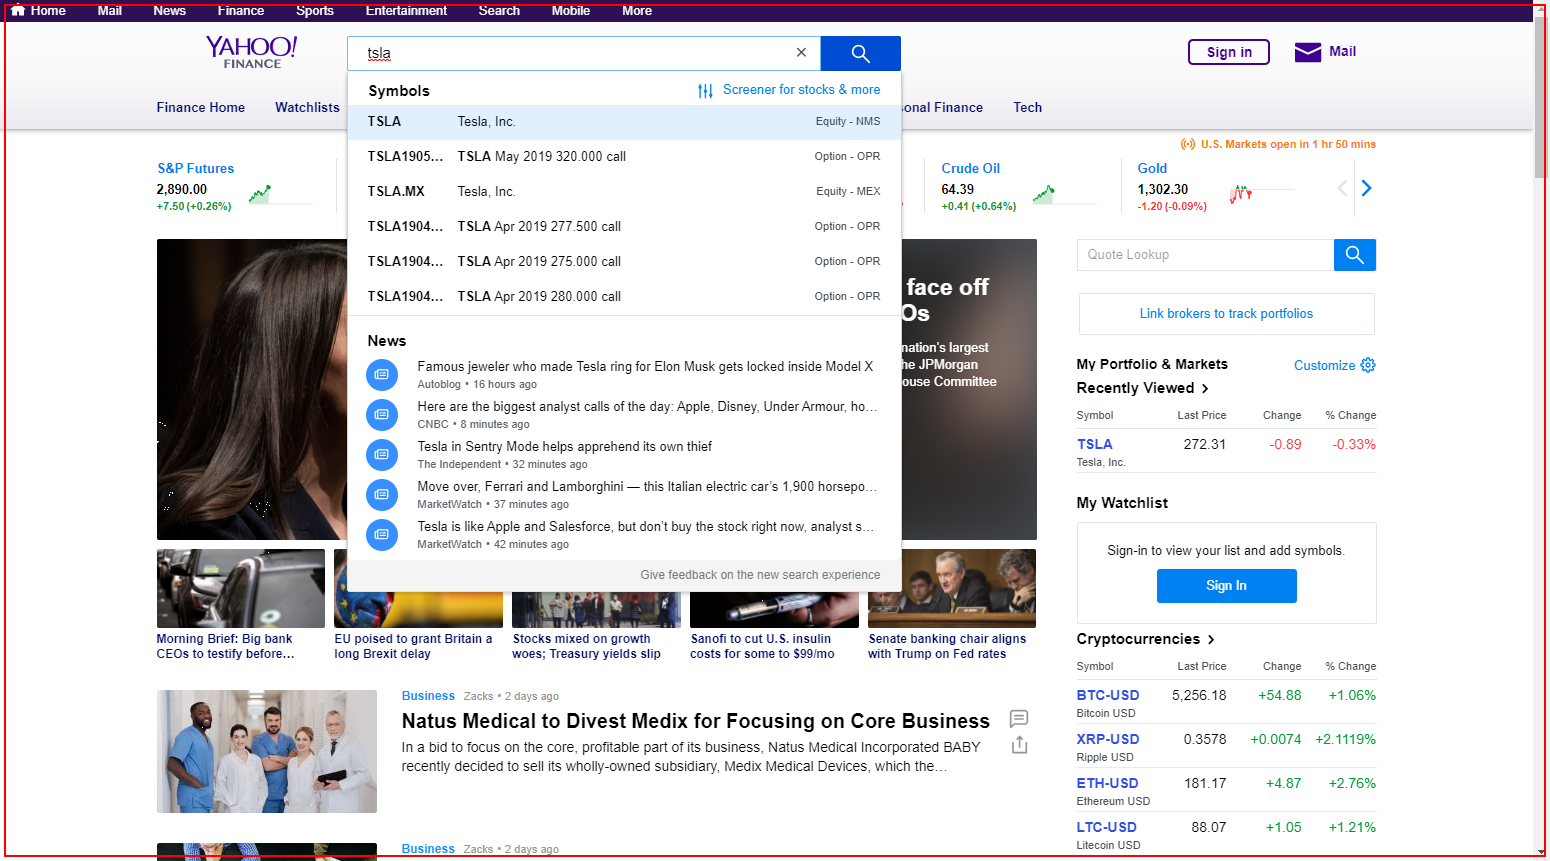 Home Mail News Finance Sports Entertainment Search Mobile More
YAHOO!
FINANCE
tsla
Sign in
Mail
Finance Home Watchlists
onal Finance Tech
Symbols
Screener for stocks & more
TSLA Tesla, Inc. Equity - NMS
TSLA1905... TSLA May 2019 320.000 call Option - OPR
TSLA.MX Tesla, Inc. Equity - MEX
TSLA1904... TSLA Apr 2019 277.500 call Option - OPR
TSLA1904... TSLA Apr 2019 275.000 call Option - OPR
TSLA1904... TSLA Apr 2019 280.000 call Option - OPR
News
Famous jeweler who made Tesla ring for Elon Musk gets locked inside Model X
Autoblog • 16 hours ago
Here are the biggest analyst calls of the day: Apple, Disney, Under Armour, ho...
CNBC • 8 minutes ago
Tesla in Sentry Mode helps apprehend its own thief
The Independent • 32 minutes ago
Move over, Ferrari and Lamborghini — this Italian electric car's 1,900 horsepo...
MarketWatch • 37 minutes ago
Tesla is like Apple and Salesforce, but don't buy the stock right now, analyst s...
MarketWatch • 42 minutes ago
Give feedback on the new search experience
U.S. Markets open in 1 hr 50 mins
S&P Futures
2,890.00
+7.50 (+0.26%)
Crude Oil
64.39
+0.41 (+0.64%)
Gold
1,302.30
-1.20 (-0.09%)
face off
Os
nation's largest
he JPMorgan
ouse Committee
Morning Brief: Big bank
CEOs to testify before...
EU poised to grant Britain a
long Brexit delay
Stocks mixed on growth
woes; Treasury yields slip
Sanofi to cut U.S. insulin
costs for some to $99/mo
Senate banking chair aligns
with Trump on Fed rates
Business Zacks • 2 days ago
Natus Medical to Divest Medix for Focusing on Core Business
In a bid to focus on the core, profitable part of its business, Natus Medical Incorporated BABY
recently decided to sell its wholly-owned subsidiary, Medix Medical Devices, which the...
Business Zacks • 2 days ago
Quote Lookup
Link brokers to track portfolios
My Portfolio & Markets
Customize
Recently Viewed
Symbol Last Price Change % Change
TSLA 272.31 -0.89 -0.33%
Tesla, Inc.
My Watchlist
Sign-in to view your list and add symbols.
Sign In
Cryptocurrencies
Symbol Last Price Change % Change
BTC-USD 5,256.18 +54.88 +1.06%
Bitcoin USD
XRP-USD 0.3578 +0.0074 +2.1119%
Ripple USD
ETH-USD 181.17 +4.87 +2.76%
Ethereum USD
LTC-USD 88.07 +1.05 +1.21%
Litecoin USD